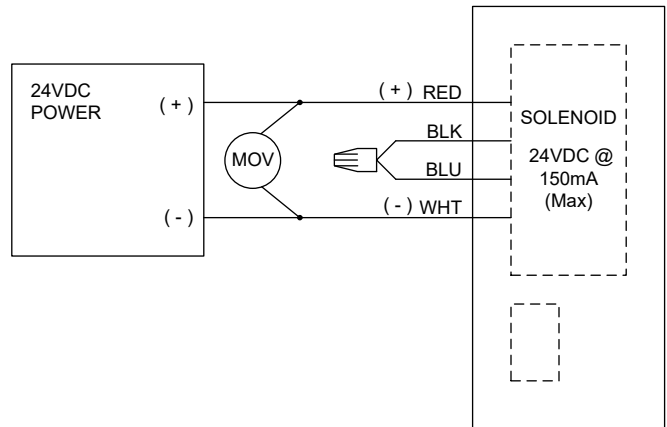 24VDC
POWER
( + )
( - )
MOV
( + ) RED
BLK
BLU
( - ) WHT
SOLENOID
24VDC @
150mA
(Max)